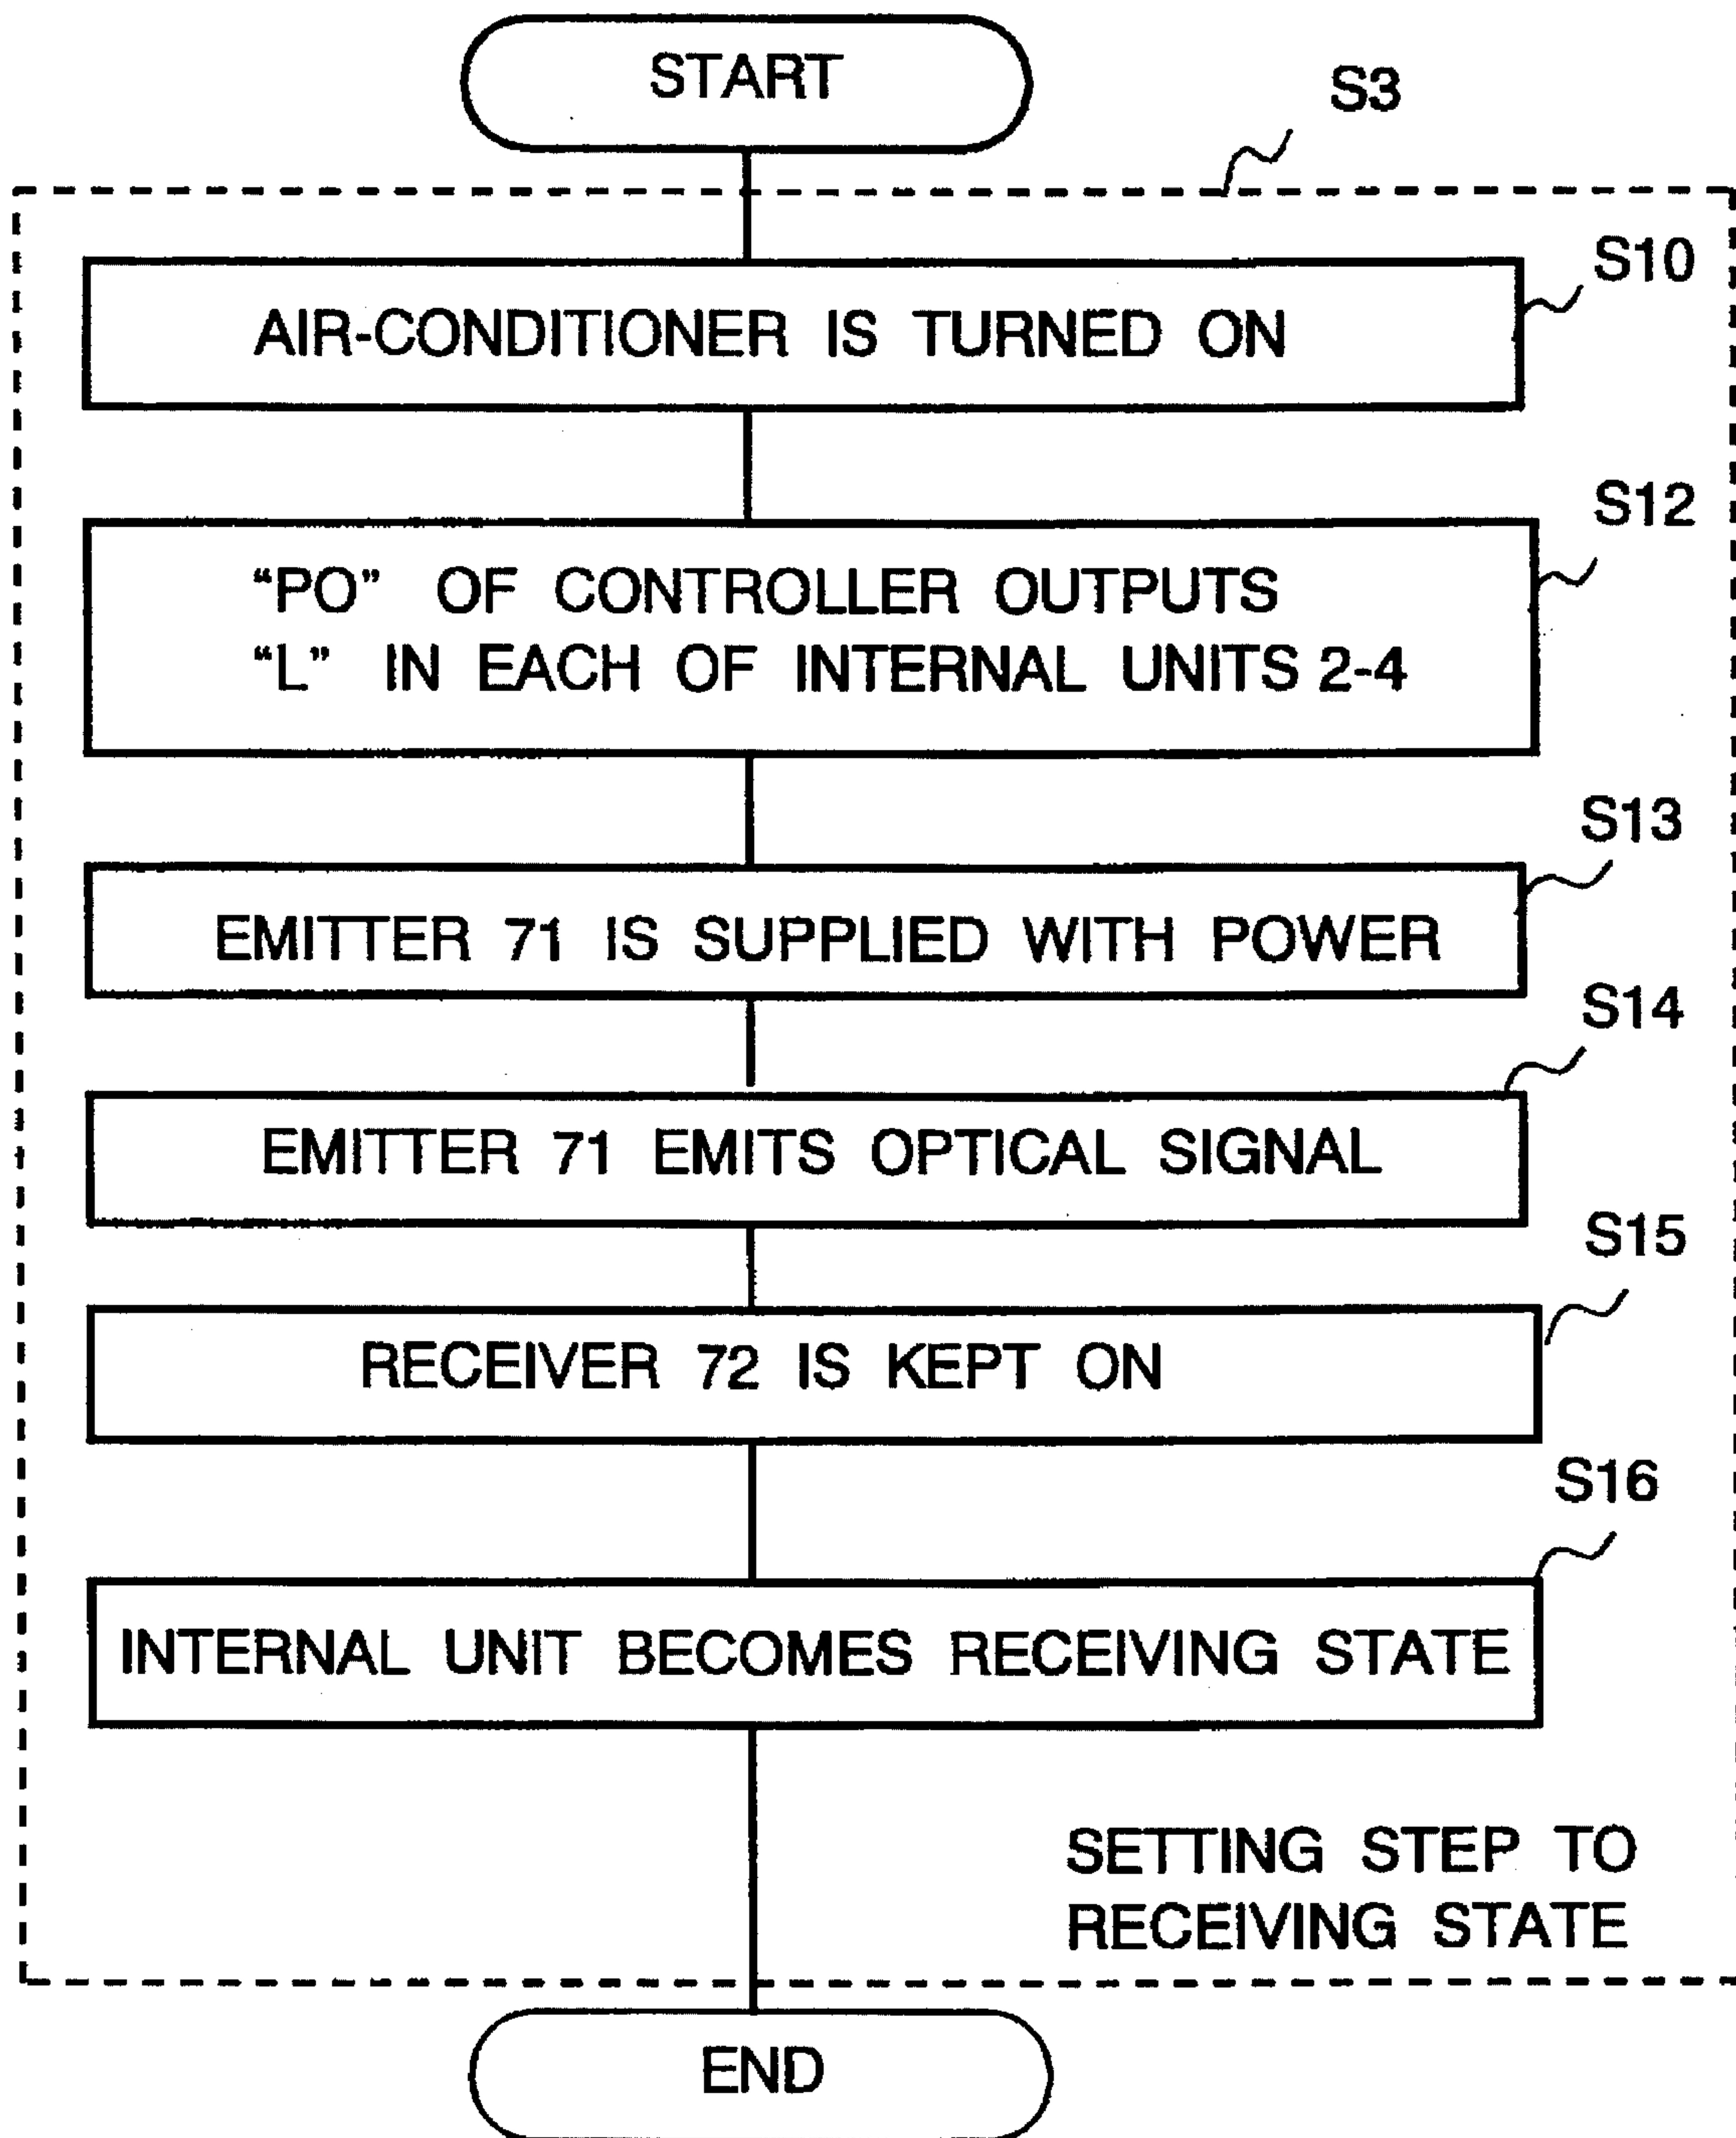 START
S3
S10
AIR-CONDITIONER IS TURNED ON
S12
“PO” OF CONTROLLER OUTPUTS
“L” IN EACH OF INTERNAL UNITS 2-4
S13
EMITTER 71 IS SUPPLIED WITH POWER
S14
EMITTER 71 EMITS OPTICAL SIGNAL
S15
RECEIVER 72 IS KEPT ON
S16
INTERNAL UNIT BECOMES RECEIVING STATE
SETTING STEP TO
RECEIVING STATE
END